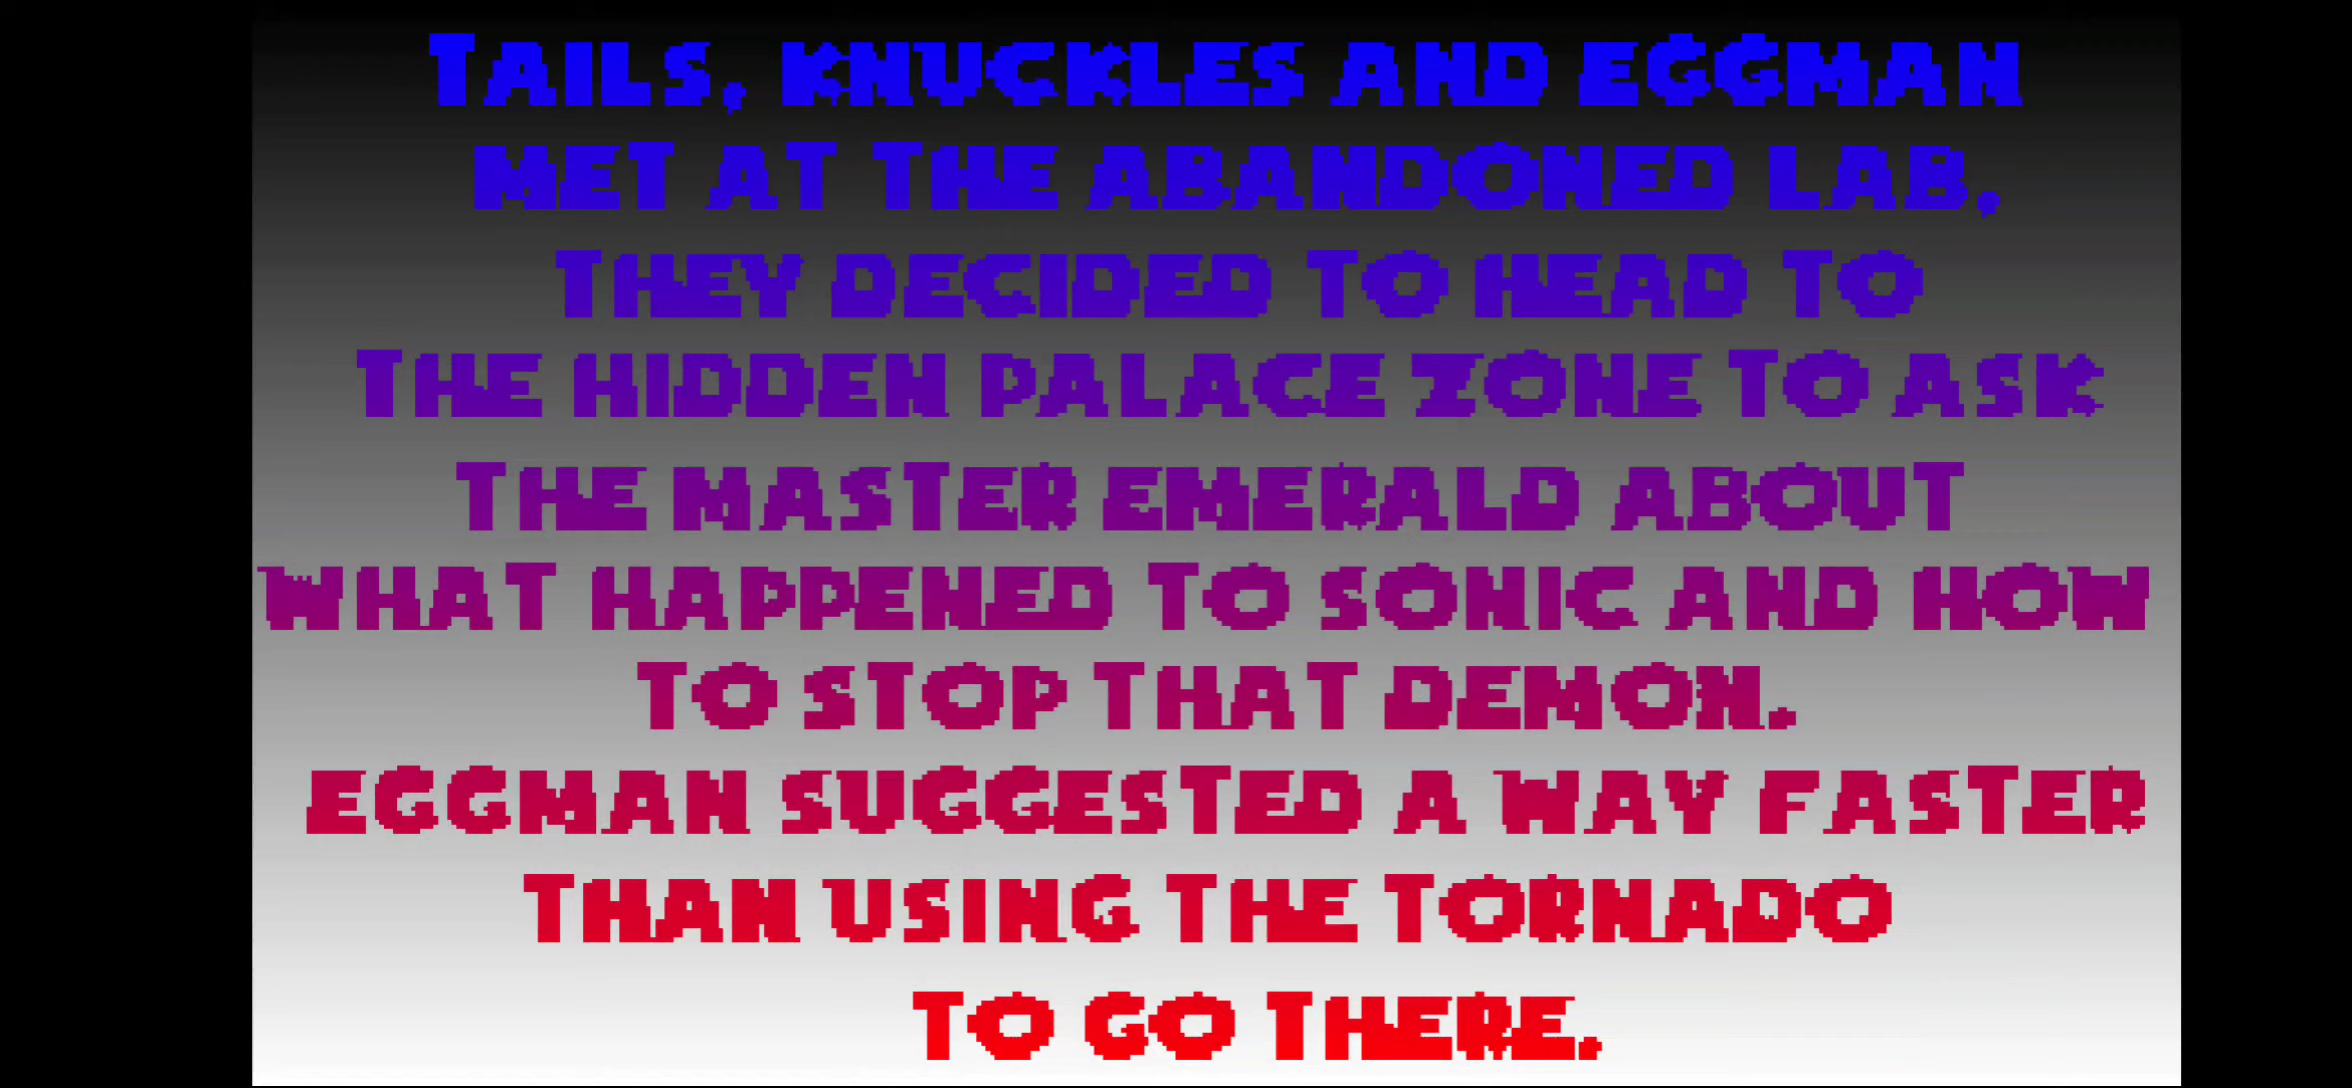 TAILS, KNUCKLES AND EGGMAN
MET AT THE ABANDONED LAB,
THEY DECIDED TO HEAD TO
THE HIDDEN PALACE ZONE TO ASK
THE MASTER EMERALD ABOUT
WHAT HAPPENED TO SONIC AND HOW
TO STOP THAT DEMON.
EGGMAN SUGGESTED A WAY FASTER
THAN USING THE TORNADO
TO GO THERE.